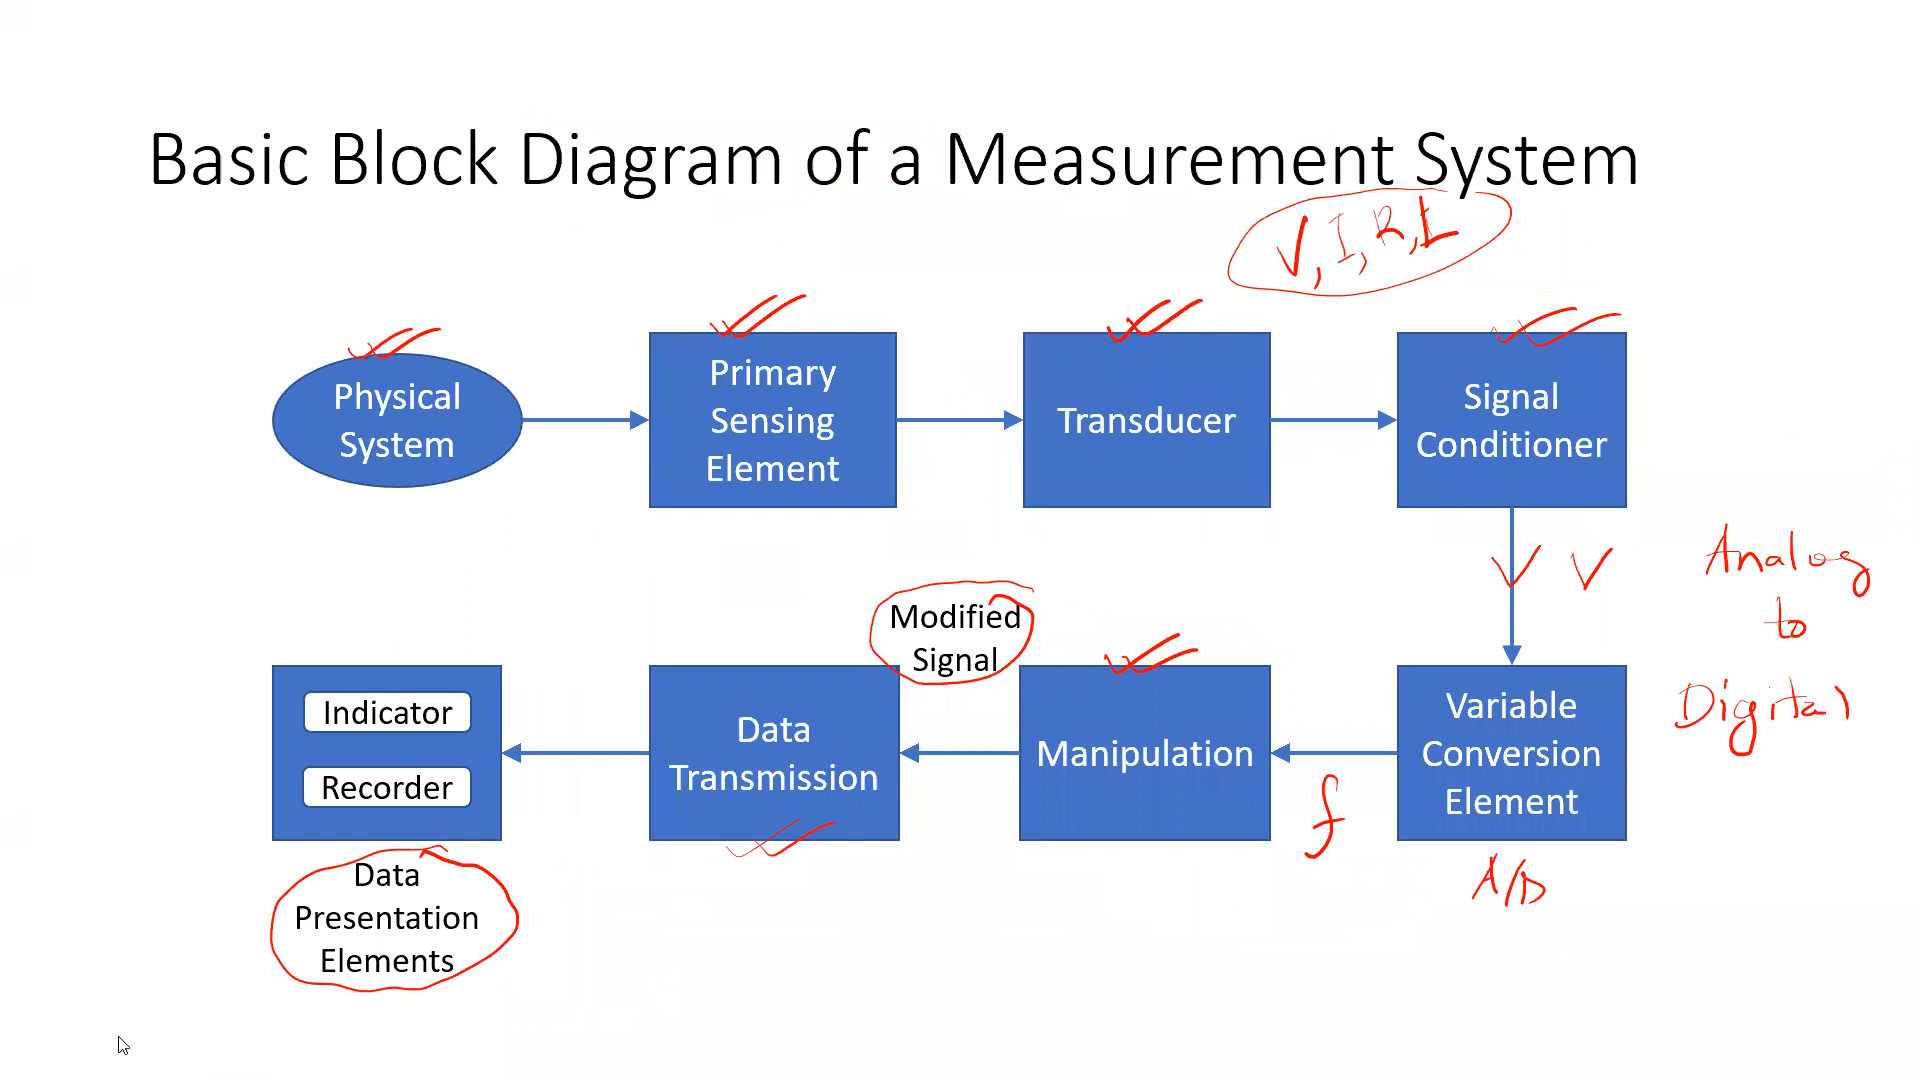 Basic Block Diagram of a Measurement System
V, I, R, L
Physical
System
Primary
Sensing
Element
Transducer
Signal
Conditioner
V V
Analog
to
Digital
Modified
Signal
Indicator
Recorder
Data
Transmission
Manipulation
f
Variable
Conversion
Element
A/D
Data
Presentation
Elements